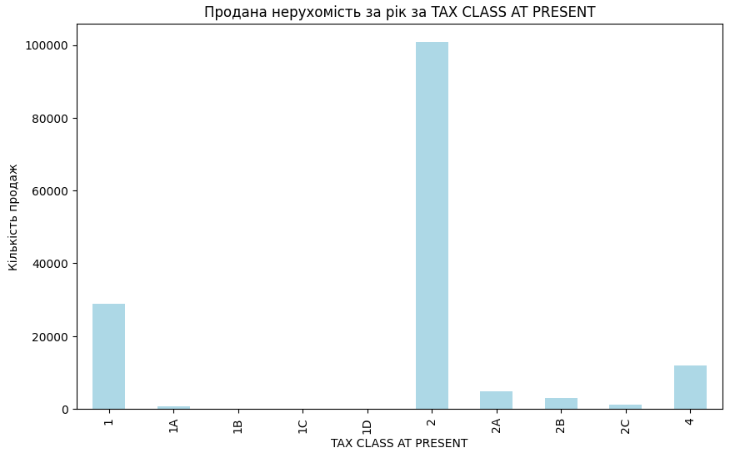 Продана нерухомість за рік за TAX CLASS AT PRESENT
Кількість продаж
100000
80000
60000
40000
20000
0
1
1A
1B
1C
1D
2
2A
2B
2C
4
TAX CLASS AT PRESENT